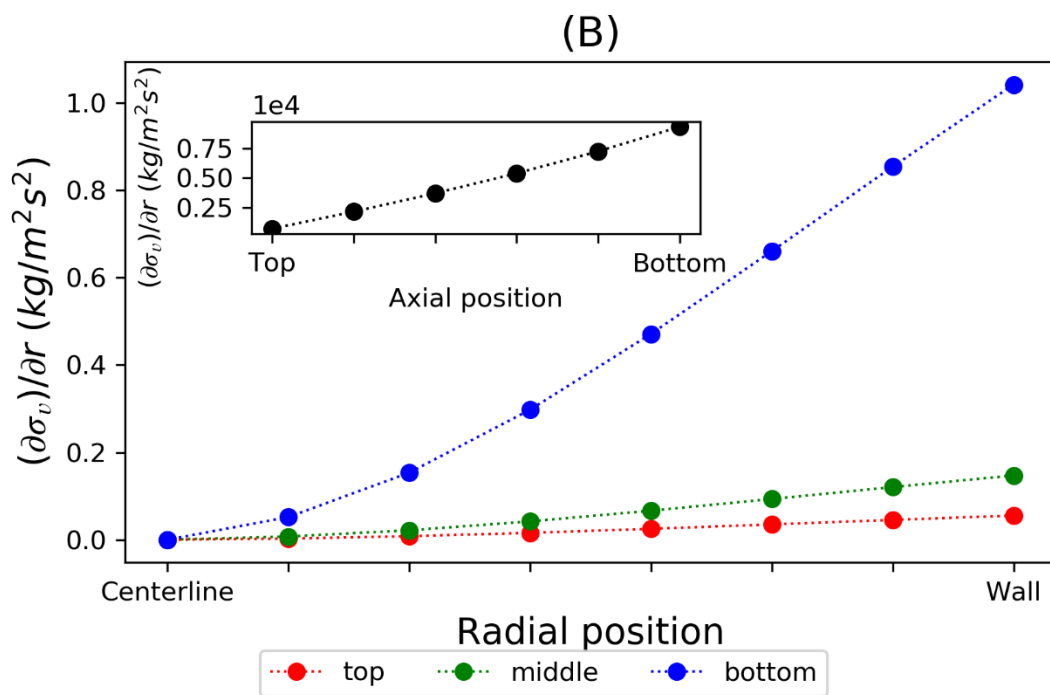 (B)
(∂σ_v)/∂r (kg/m²s²)
1.0
0.8
0.6
0.4
0.2
0.0
(∂σ_v)/∂r (kg/m²s²)
1e4
0.75
0.50
0.25
Top
Bottom
Axial position
Centerline
Wall
Radial position
top
middle
bottom